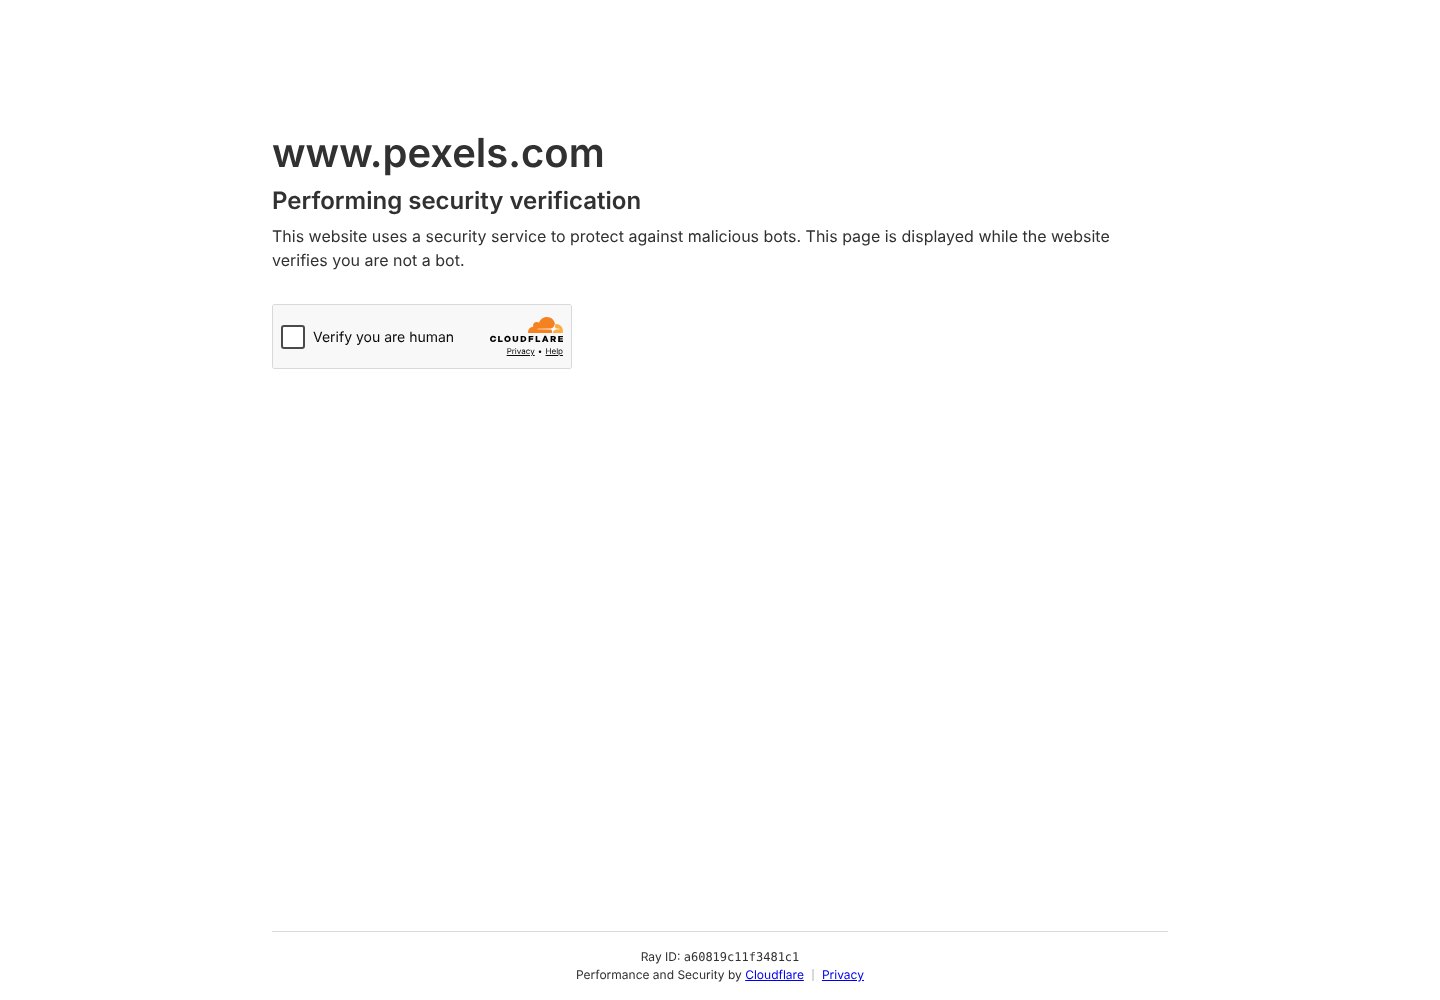 www.pexels.com
Performing security verification
This website uses a security service to protect against malicious bots. This page is displayed while the website
verifies you are not a bot.
Verify you are human
CLOUDFLARE
Privacy • Help
Ray ID: a60819c11f3481c1
Performance and Security by Cloudflare | Privacy